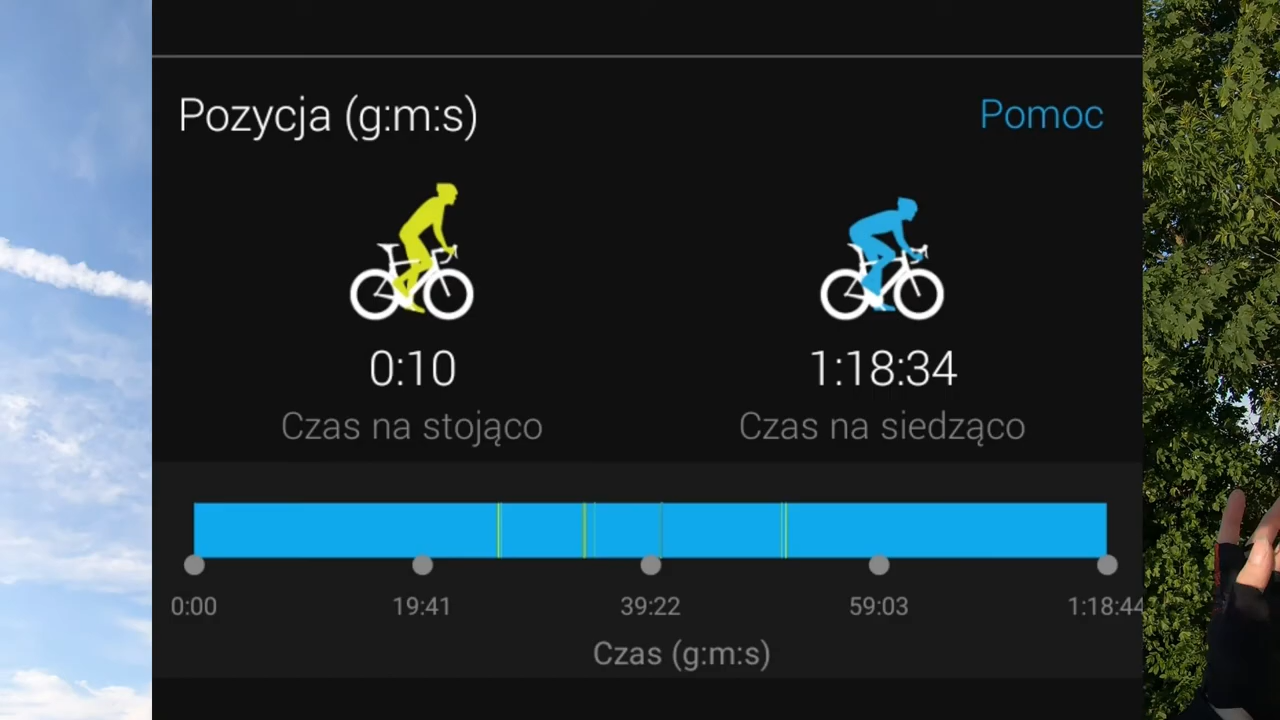 Pozycja (g:m:s)
Pomoc
0:10
1:18:34
Czas na stojąco
Czas na siedząco
0:00
19:41
39:22
59:03
1:18:44
Czas (g:m:s)